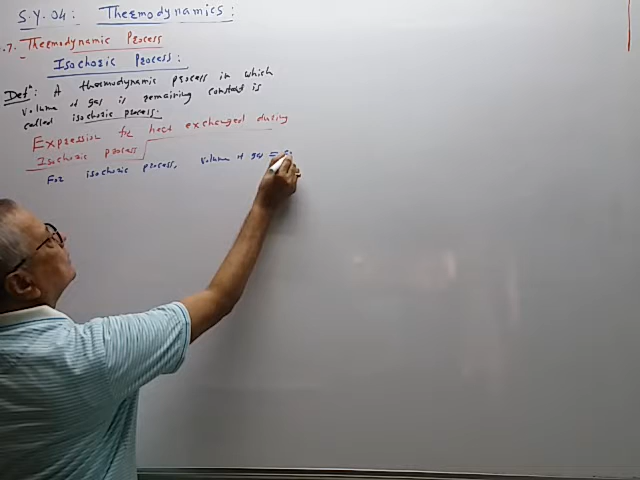 S.Y. 04: Thermodynamics:
.7. Thermodynamic Process
Isochoric Process:
Defⁿ: A thermodynamic process in which
volume of gas is remaining constant is
called isochoric process.
Expression for heat exchanged during
Isochoric process
For isochoric process, volume of gas =